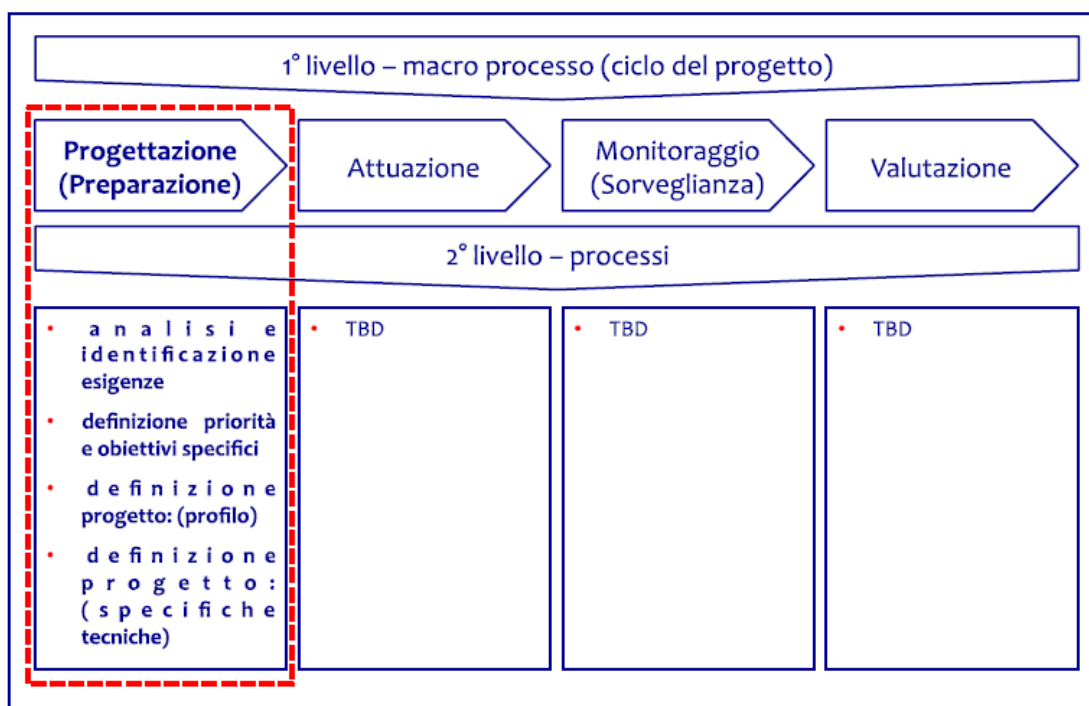 1° livello – macro processo (ciclo del progetto)
Progettazione
(Preparazione)
Attuazione
Monitoraggio
(Sorveglianza)
Valutazione
2° livello – processi
• analisi e
identificazione
esigenze
• definizione priorità
e obiettivi specifici
• definizione
progetto: (profilo)
• definizione
progetto:
(specifiche
tecniche)
• TBD
• TBD
• TBD